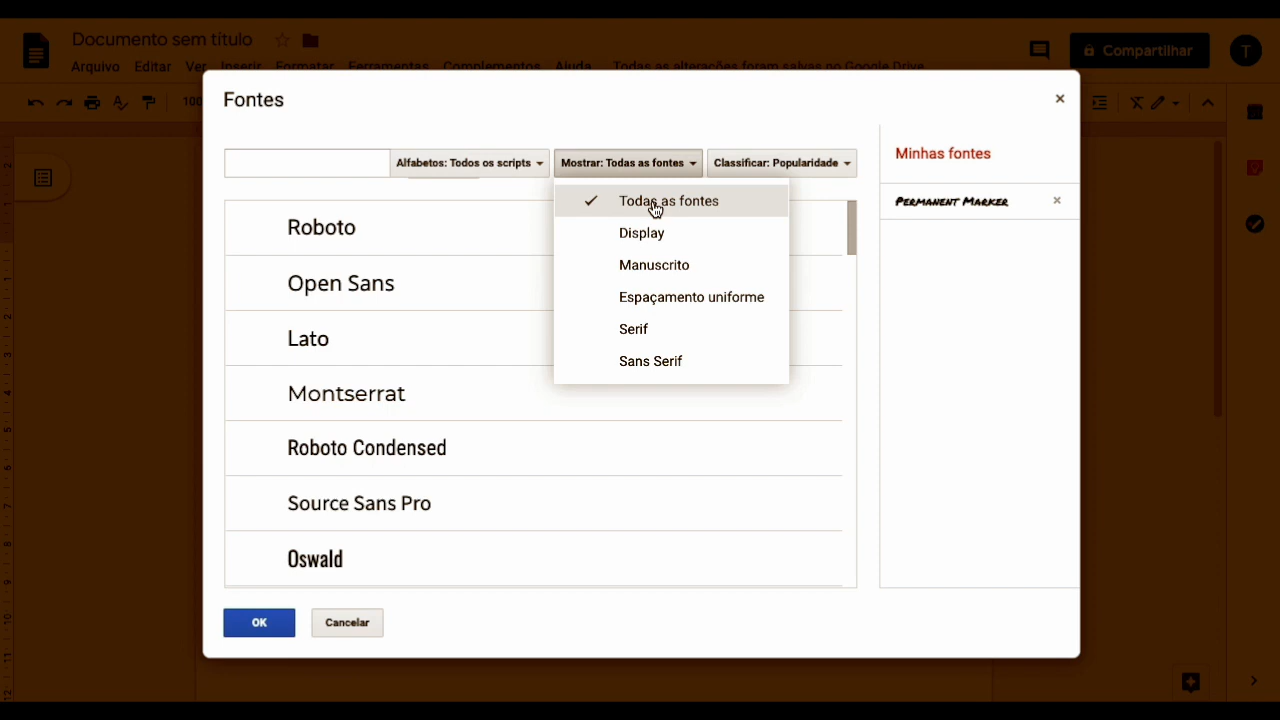 Documento sem título
Compartilhar
T
Arquivo Editar Ver Inserir Formatar Ferramentas Complementos Ajuda Todas as alterações foram salvas no Google Drive
100
Fontes
×
Alfabetos: Todos os scripts
Mostrar: Todas as fontes
Classificar: Popularidade
Minhas fontes
Permanent Marker ×
Todas as fontes
Display
Manuscrito
Espaçamento uniforme
Serif
Sans Serif
Roboto
Open Sans
Lato
Montserrat
Roboto Condensed
Source Sans Pro
Oswald
OK
Cancelar